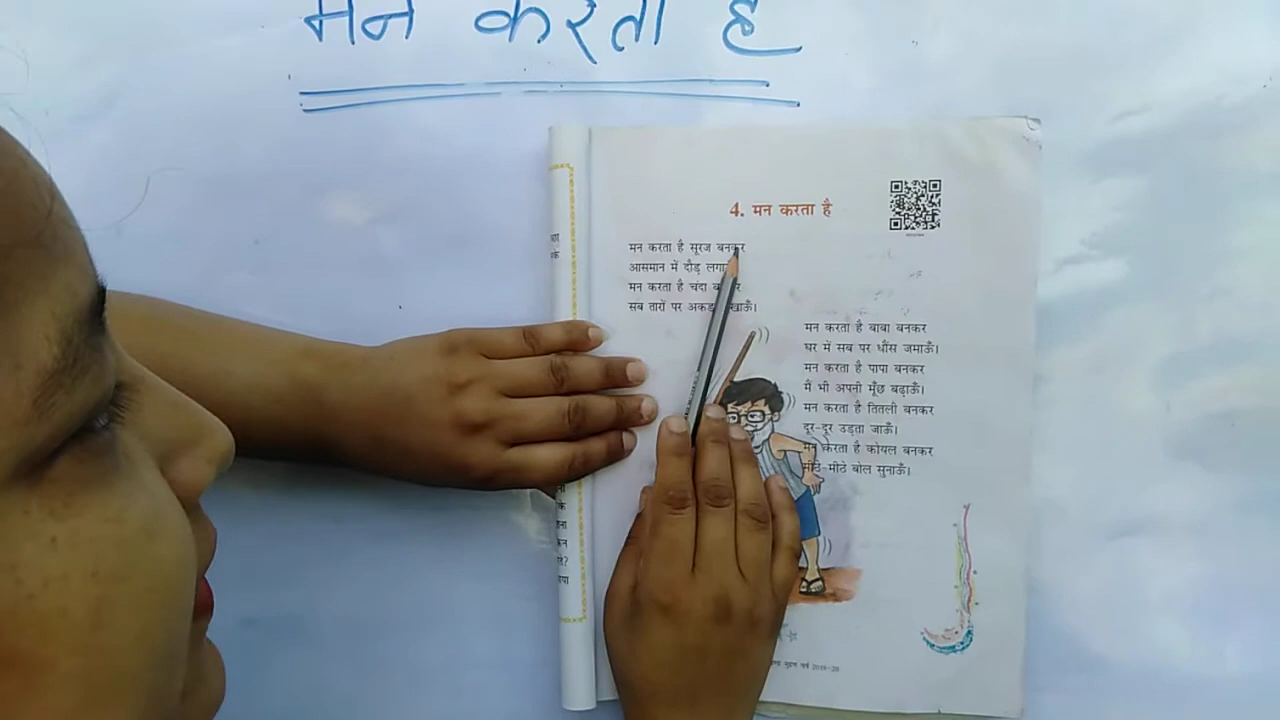 मन करता है
4. मन करता है
मन करता है सूरज बनकर
आसमान में दौड़
मन करता है चंदा
सब तारों पर अकड़
मन करता है बाबा बनकर
घर में सब पर धौंस जमाऊँ।
मन करता है पापा बनकर
मैं भी अपनी मूँछ बढ़ाऊँ।
मन करता है तितली बनकर
दूर-दूर उड़ता जाऊँ।
मन करता है कोयल बनकर
मीठे-मीठे बोल सुनाऊँ।